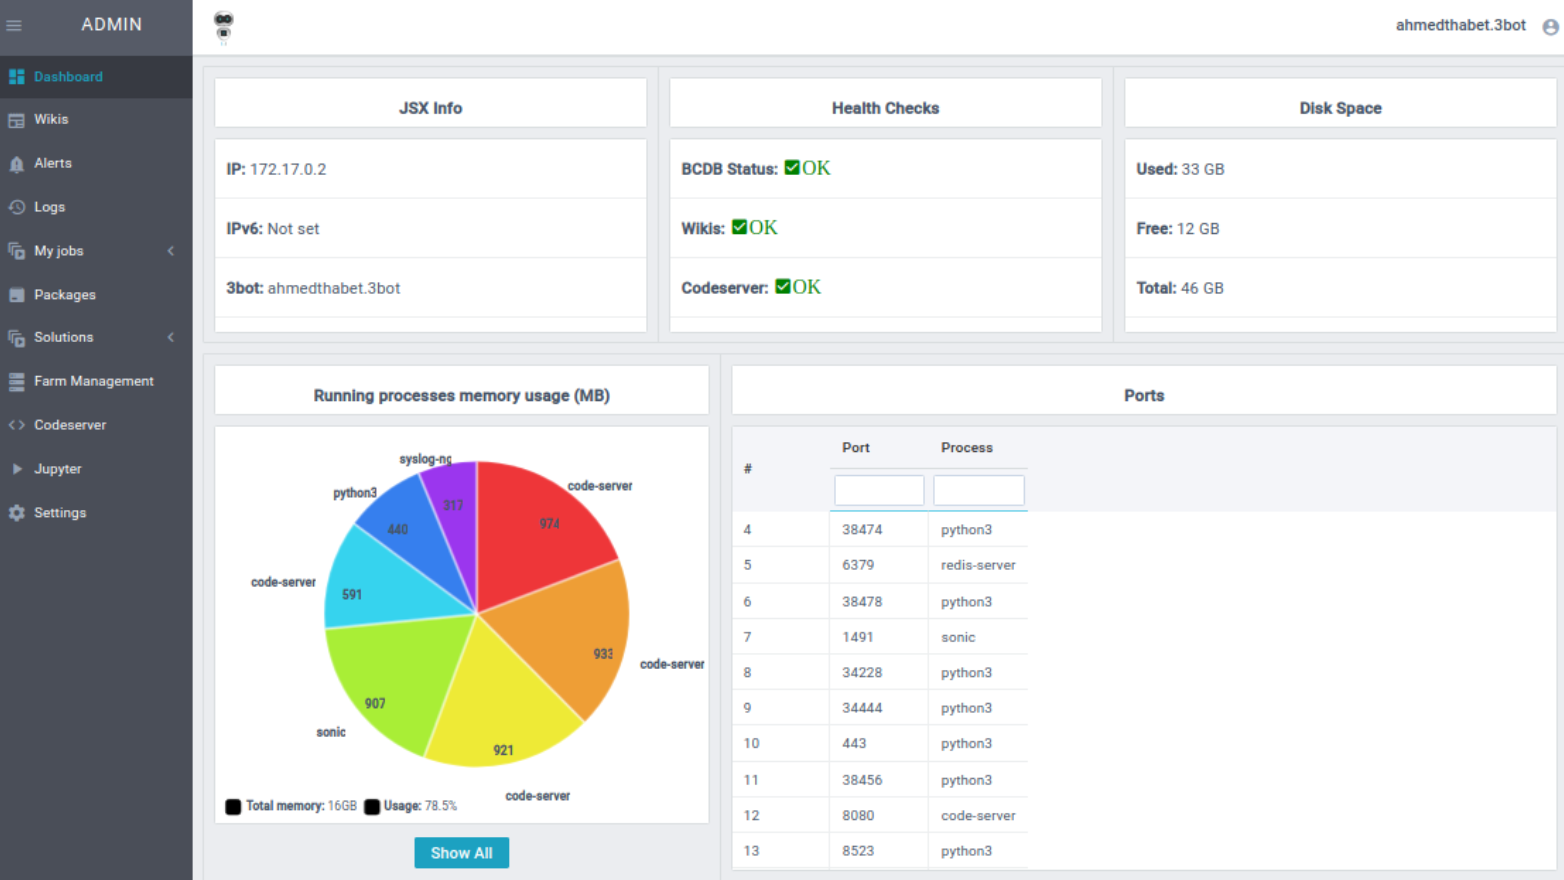 ADMIN
ahmedthabet.3bot
Dashboard
Wikis
Alerts
Logs
My jobs
Packages
Solutions
Farm Management
Codeserver
Jupyter
Settings
JSX Info
IP: 172.17.0.2
IPv6: Not set
3bot: ahmedthabet.3bot
Health Checks
BCDB Status: OK
Wikis: OK
Codeserver: OK
Disk Space
Used: 33 GB
Free: 12 GB
Total: 46 GB
Running processes memory usage (MB)
syslog-ng
code-server
python3
317
974
440
code-server
591
933
code-server
907
sonic
921
code-server
Total memory: 16GB Usage: 78.5%
Show All
Ports
# Port Process
4 38474 python3
5 6379 redis-server
6 38478 python3
7 1491 sonic
8 34228 python3
9 34444 python3
10 443 python3
11 38456 python3
12 8080 code-server
13 8523 python3